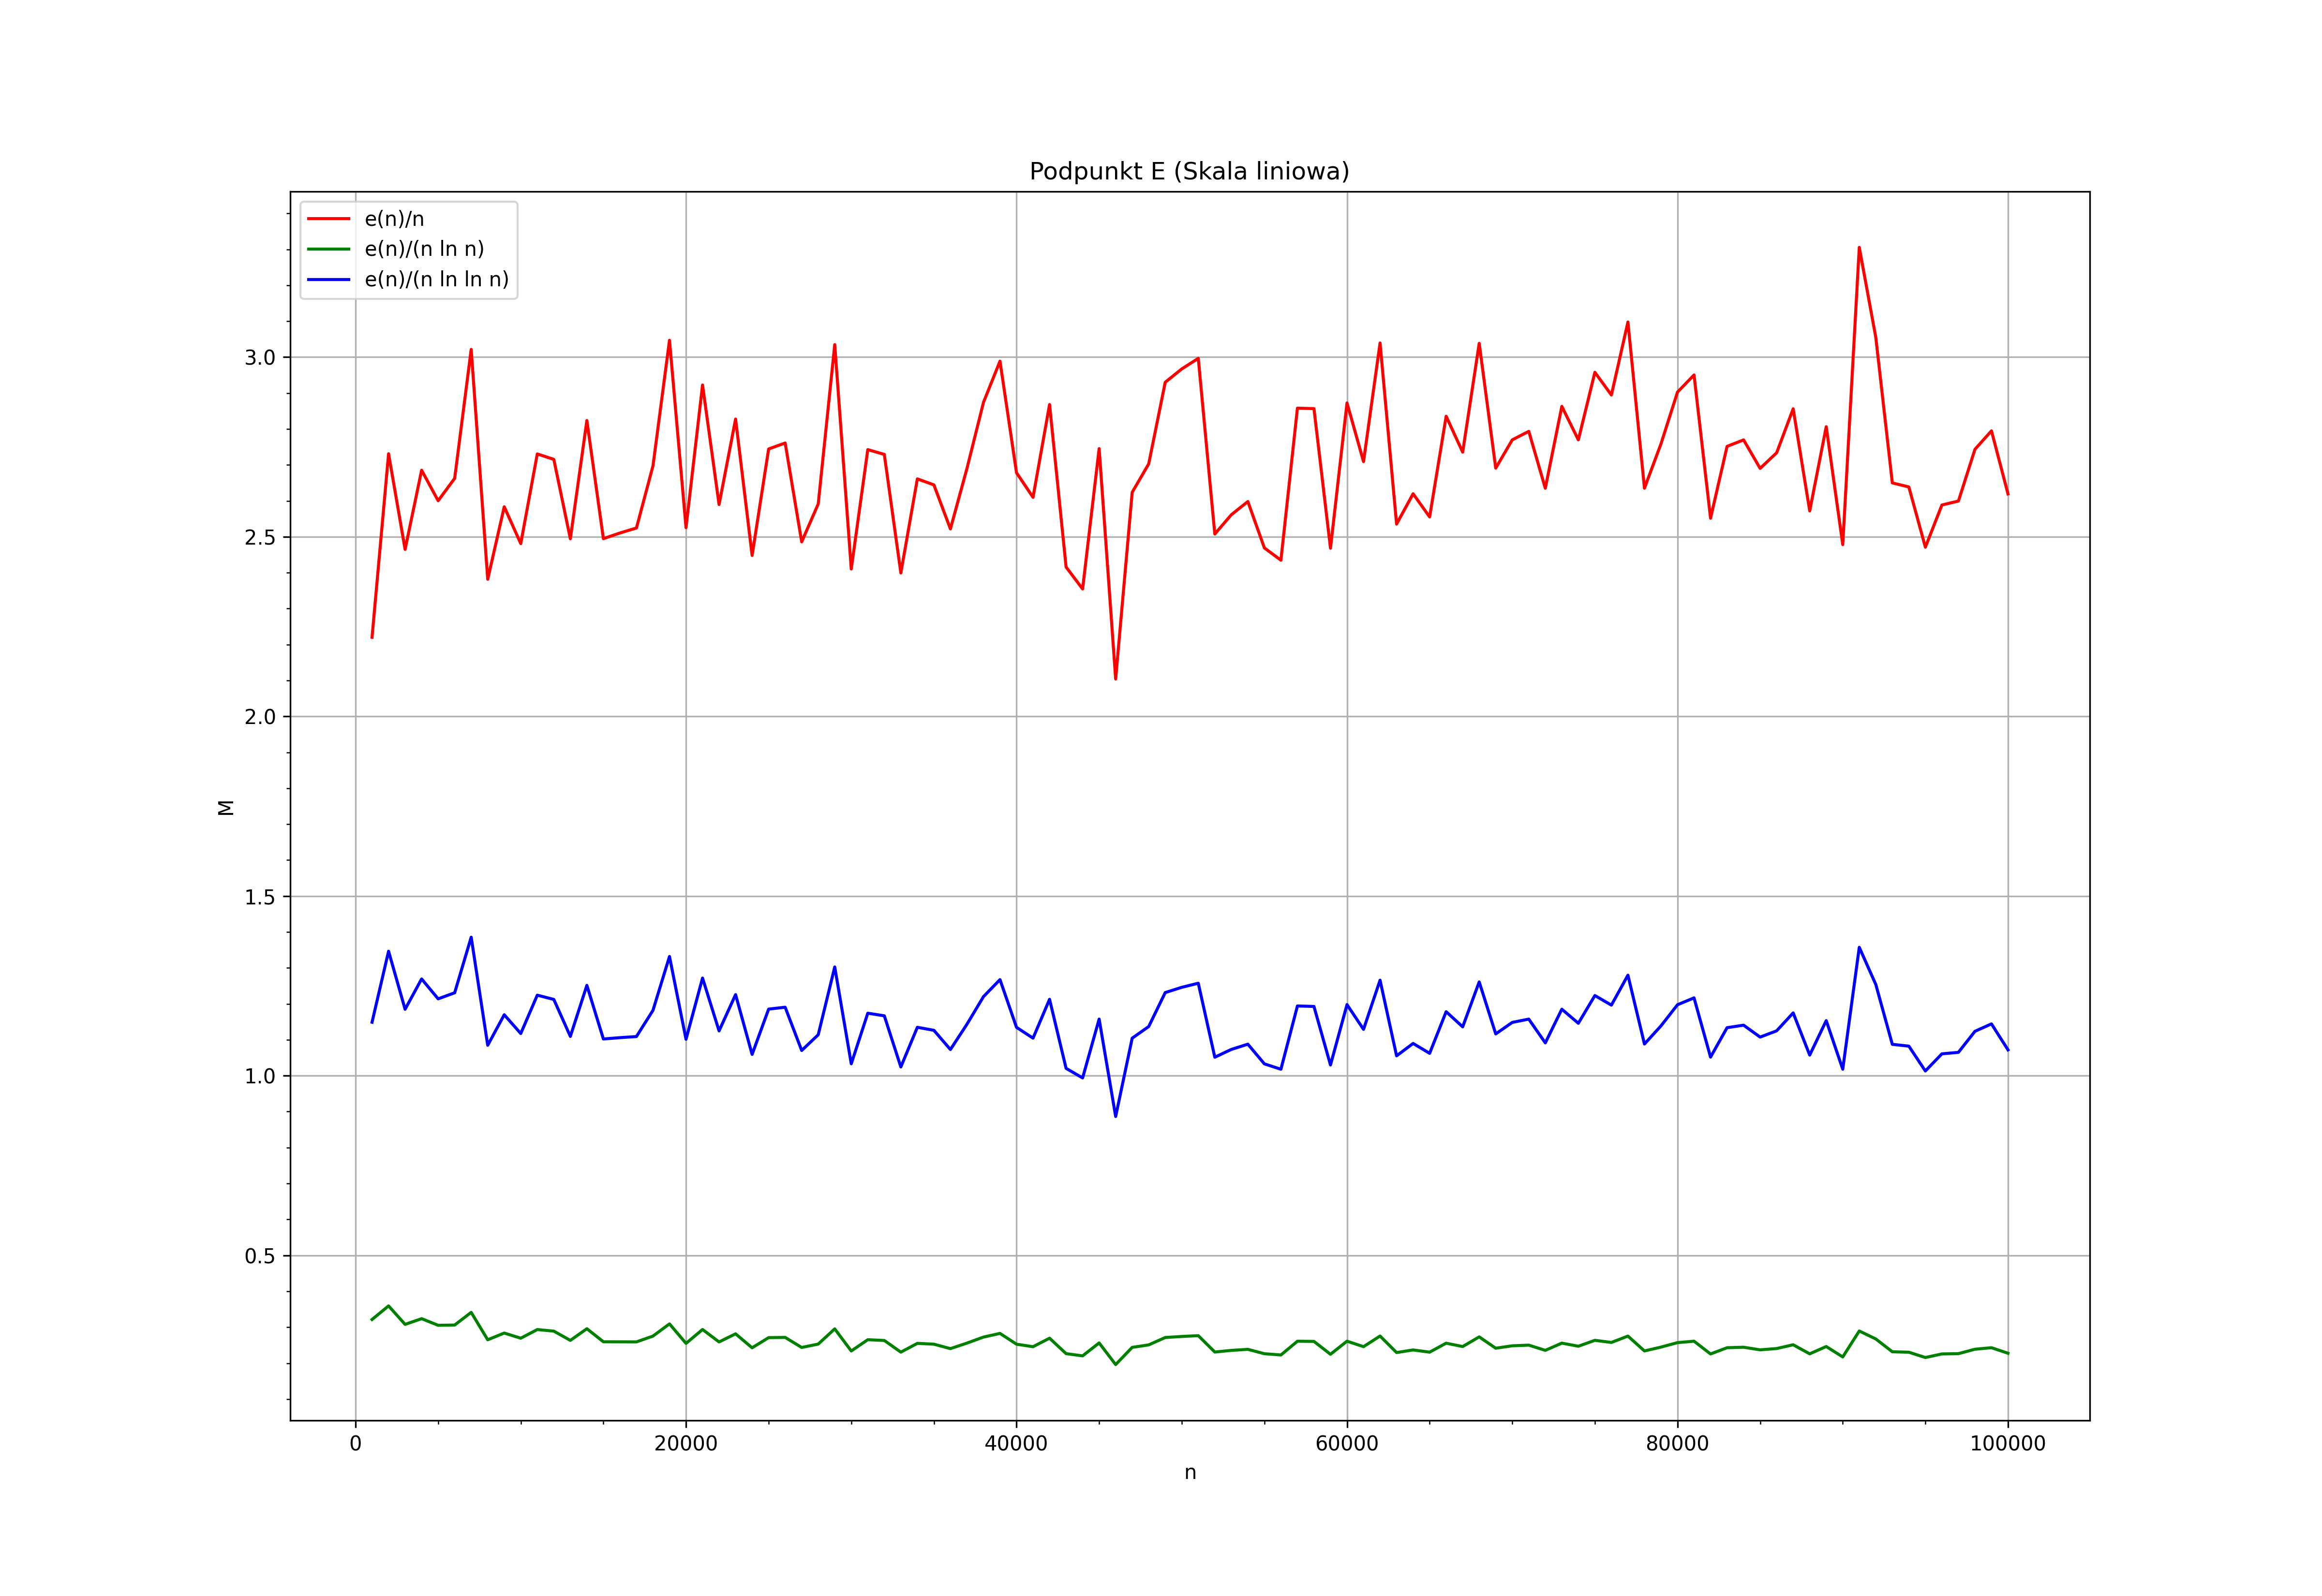 Podpunkt E (Skala liniowa)
e(n)/n
e(n)/(n ln n)
e(n)/(n ln ln n)
3.0
2.5
2.0
1.5
1.0
0.5
M
0 20000 40000 60000 80000 100000
n